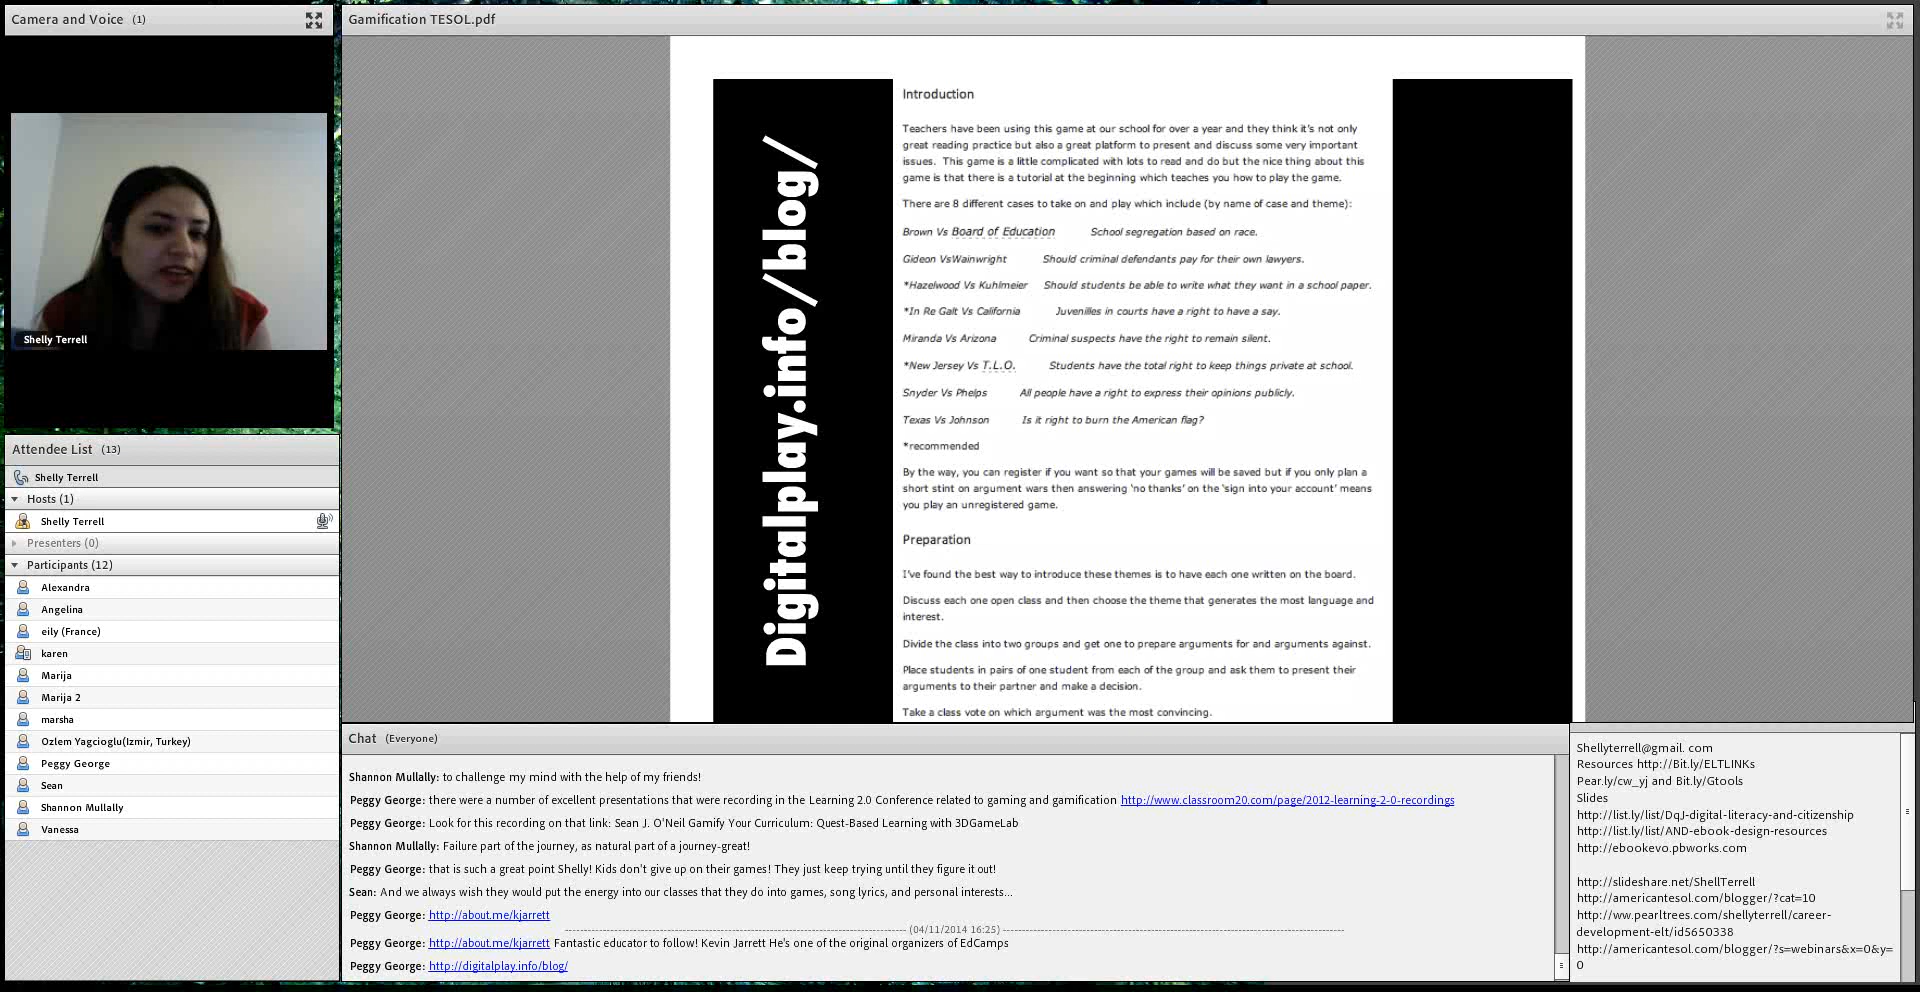 Camera and Voice (1)
Shelly Terrell
Attendee List (13)
Shelly Terrell
Hosts (1)
Shelly Terrell
Presenters (0)
Participants (12)
Alexandra
Angelina
eily (France)
karen
Marija
Marija 2
marsha
Ozlem Yagcioglu(Izmir, Turkey)
Peggy George
Sean
Shannon Mullally
Vanessa
Gamification TESOL.pdf
Digitalplay.info/blog/
Introduction
Teachers have been using this game at our school for over a year and they think it's not only
great reading practice but also a great platform to present and discuss some very important
issues. This game is a little complicated with lots to read and do but the nice thing about this
game is that there is a tutorial at the beginning which teaches you how to play the game.
There are 8 different cases to take on and play which include (by name of case and theme):
Brown Vs Board of Education School segregation based on race.
Gideon VsWainwright Should criminal defendants pay for their own lawyers.
*Hazelwood Vs Kuhlmeier Should students be able to write what they want in a school paper.
*In Re Galt Vs California Juvenilles in courts have a right to have a say.
Miranda Vs Arizona Criminal suspects have the right to remain silent.
*New Jersey Vs T.L.O. Students have the total right to keep things private at school.
Snyder Vs Phelps All people have a right to express their opinions publicly.
Texas Vs Johnson Is it right to burn the American flag?
*recommended
By the way, you can register if you want so that your games will be saved but if you only plan a
short stint on argument wars then answering 'no thanks' on the 'sign into your account' means
you play an unregistered game.
Preparation
I've found the best way to introduce these themes is to have each one written on the board.
Discuss each one open class and then choose the theme that generates the most language and
interest.
Divide the class into two groups and get one to prepare arguments for and arguments against.
Place students in pairs of one student from each of the group and ask them to present their
arguments to their partner and make a decision.
Take a class vote on which argument was the most convincing.
Chat (Everyone)
Shannon Mullally: to challenge my mind with the help of my friends!
Peggy George: there were a number of excellent presentations that were recording in the Learning 2.0 Conference related to gaming and gamification http://www.classroom20.com/page/2012-learning-2-0-recordings
Peggy George: Look for this recording on that link: Sean J. O'Neil Gamify Your Curriculum: Quest-Based Learning with 3DGameLab
Shannon Mullally: Failure part of the journey, as natural part of a journey-great!
Peggy George: that is such a great point Shelly! Kids don't give up on their games! They just keep trying until they figure it out!
Sean: And we always wish they would put the energy into our classes that they do into games, song lyrics, and personal interests...
Peggy George: http://about.me/kjarrett
(04/11/2014 16:25)
Peggy George: http://about.me/kjarrett Fantastic educator to follow! Kevin Jarrett He's one of the original organizers of EdCamps
Peggy George: http://digitalplay.info/blog/
Shellyterrell@gmail. com
Resources http://Bit.ly/ELTLINKs
Pear.ly/cw_yj and Bit.ly/Gtools
Slides
http://list.ly/list/DqJ-digital-literacy-and-citizenship
http://list.ly/list/AND-ebook-design-resources
http://ebookevo.pbworks.com
http://slideshare.net/ShellTerrell
http://americantesol.com/blogger/?cat=10
http://ww.pearltrees.com/shellyterrell/career-
development-elt/id5650338
http://americantesol.com/blogger/?s=webinars&x=0&y=
0